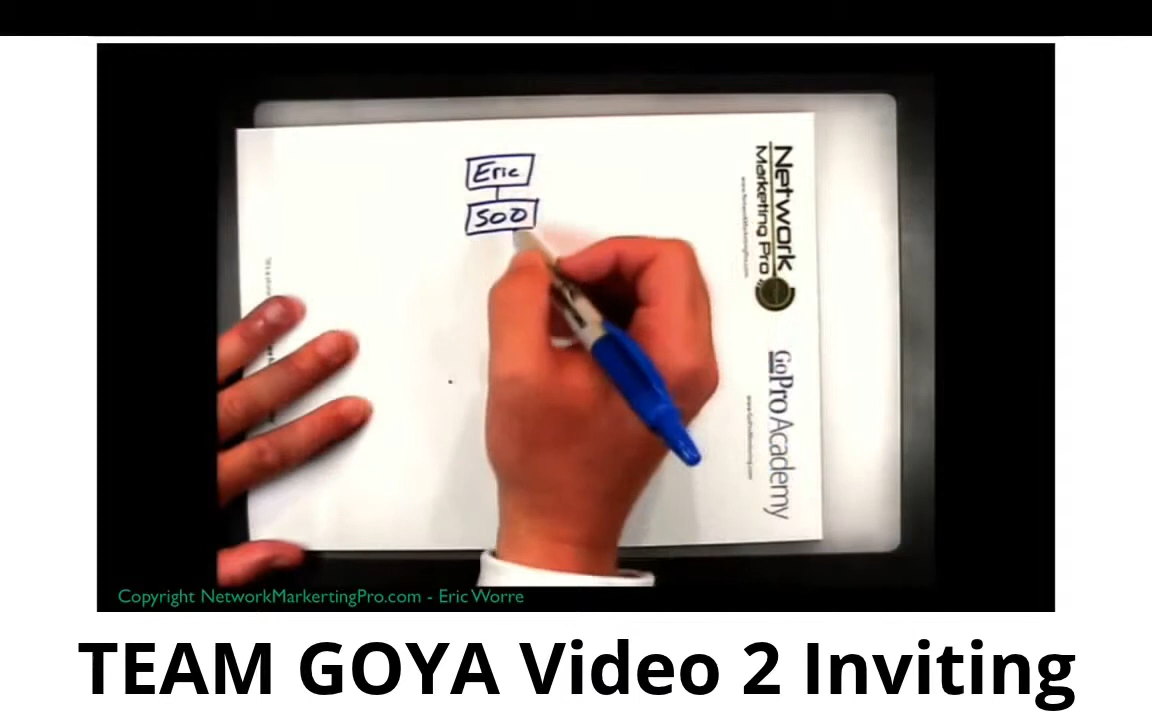 Eric
500
Network
Marketing Pro
GoPro Academy
Copyright NetworkMarkertingPro.com - Eric Worre
TEAM GOYA Video 2 Inviting